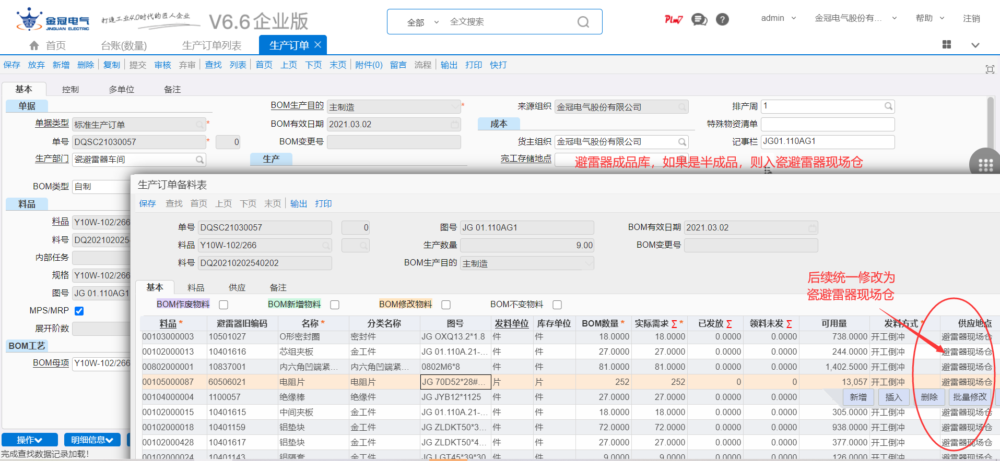 金冠电气
JINGUAN ELECTRIC
打造工业4.0时代的匠人企业
V6.6企业版
全部 全文搜索
Plm7
admin 金冠电气股份有... 帮助 注销
首页 台账(数量) 生产订单列表 生产订单
保存 放弃 新增 删除 复制 提交 审核 弃审 查找 列表 首页 上页 下页 末页 附件(0) 留言 流程 输出 打印 快打
基本 控制 多单位 备注
单据 BOM生产目的 主制造 * 来源组织 金冠电气股份有限公司 排产周 1
单据类型 标准生产订单 * BOM有效日期 2021.03.02 成本 特殊物资清单
单号 DQSC21030057 * 0 BOM变更号 货主组织 金冠电气股份有限公司 记事栏 JG01.110AG1
生产部门 瓷避雷器车间 生产 完工存储地点
避雷器成品库，如果是半成品，则入瓷避雷器现场仓
BOM类型 自制
料品
料品 Y10W-102/266
料号 DQ202102025
内部任务
规格 Y10W-102/266
图号 JG 01.110AG1
MPS/MRP
展开阶数
BOM工艺
BOM母项 Y10W-102/266
操作 明细信息
完成查找数据记录加载!
生产订单备料表
保存 查找 首页 上页 下页 末页 输出 打印
单号 DQSC21030057 0 图号 JG 01.110AG1 BOM有效日期 2021.03.02
料品 Y10W-102/266 生产数量 9.00 BOM变更号
料号 DQ20210202540202 BOM生产目的 主制造
后续统一修改为
瓷避雷器现场仓
基本 料品 供应 备注
BOM作废物料 BOM新增物料 BOM修改物料 BOM不变物料
料品 * 避雷器旧编码 名称 * 分类名称 图号 发料单位 库存单位 BOM数量 * 实际需求 Σ * 已发放 Σ 领料未发 Σ 可用量 发料方式 * 供应地点
00103000003 10501027 O形密封圈 密封件 JG OXQ13.2*1.8 件 件 18.0000 18.0000 0.0000 0.0000 738.0000 开工倒冲 避雷器现场仓
00102000013 10401616 芯组夹板 金工件 JG 01.110A.21-... 件 件 27.0000 27.0000 0.0000 0.0000 244.0000 开工倒冲 避雷器现场仓
00802000001 10837001 内六角凹端紧... 内六角凹端紧... 0802M6*8 件 件 81.0000 81.0000 0.0000 0.0000 1,402.5000 开工倒冲 避雷器现场仓
00105000087 60506021 电阻片 电阻片 JG 70D52*28#... 片 片 252 252 0 0 13,057 开工倒冲 避雷器现场仓
00104000004 1100057 绝缘棒 绝缘件 JG JYB12*1125 件 件 27.0000 27.0000 0.0000 0.0000 新增 插入 删除 批量修改
00102000015 10401615 中间夹板 金工件 JG 01.110A.21-... 件 件 18.0000 18.0000 0.0000 0.0000 305.0000 开工倒冲 避雷器现场仓
00102000018 10401159 铝垫块 金工件 JG ZLDKT50*3... 件 件 72.0000 72.0000 0.0000 0.0000 938.0000 开工倒冲 避雷器现场仓
00102000428 10401617 铝垫块 金工件 JG ZLDKT50*4... 件 件 27.0000 27.0000 0.0000 0.0000 377.0000 开工倒冲 避雷器现场仓
00102000024 10401143 铝隔套 金工件 JG LGT45*39*30 件 件 9.0000 9.0000 0.0000 0.0000 126.0000 开工倒冲 避雷器现场仓